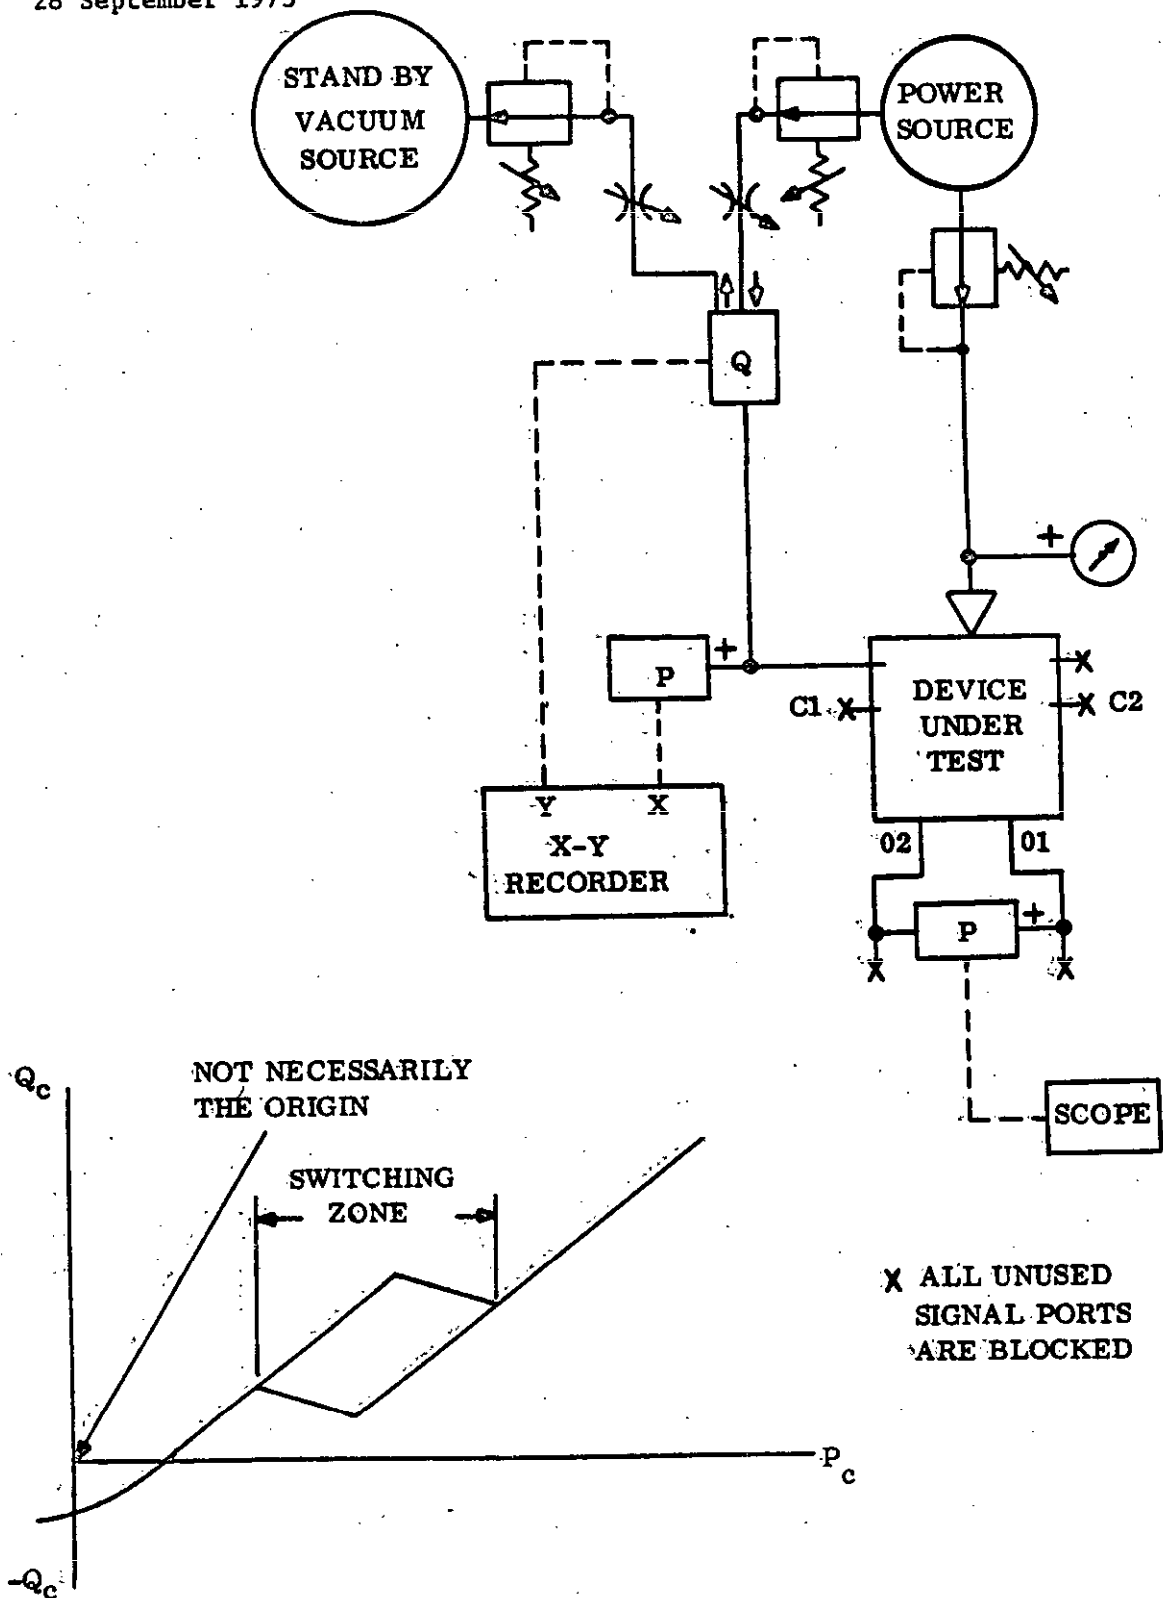 28 September 1973
STAND BY
VACUUM
SOURCE
POWER
SOURCE
Q
+
P
+
C1 X
DEVICE
UNDER
TEST
X
X C2
Y
X
X-Y
RECORDER
02
01
P
+
X
X
SCOPE
Qc
NOT NECESSARILY
THE ORIGIN
SWITCHING
ZONE
X ALL UNUSED
SIGNAL PORTS
ARE BLOCKED
Pc
-Qc